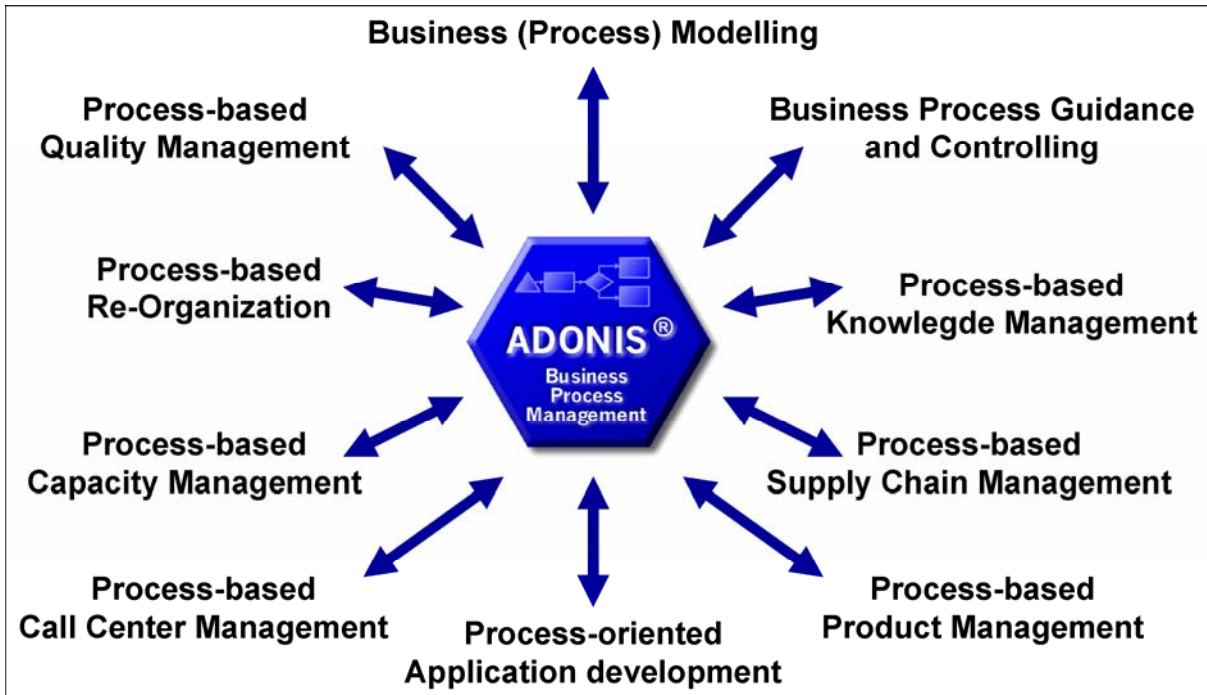 Business (Process) Modelling
Process-based
Quality Management
Business Process Guidance
and Controlling
Process-based
Re-Organization
ADONIS®
Business
Process
Management
Process-based
Knowlegde Management
Process-based
Capacity Management
Process-based
Supply Chain Management
Process-based
Call Center Management
Process-oriented
Application development
Process-based
Product Management